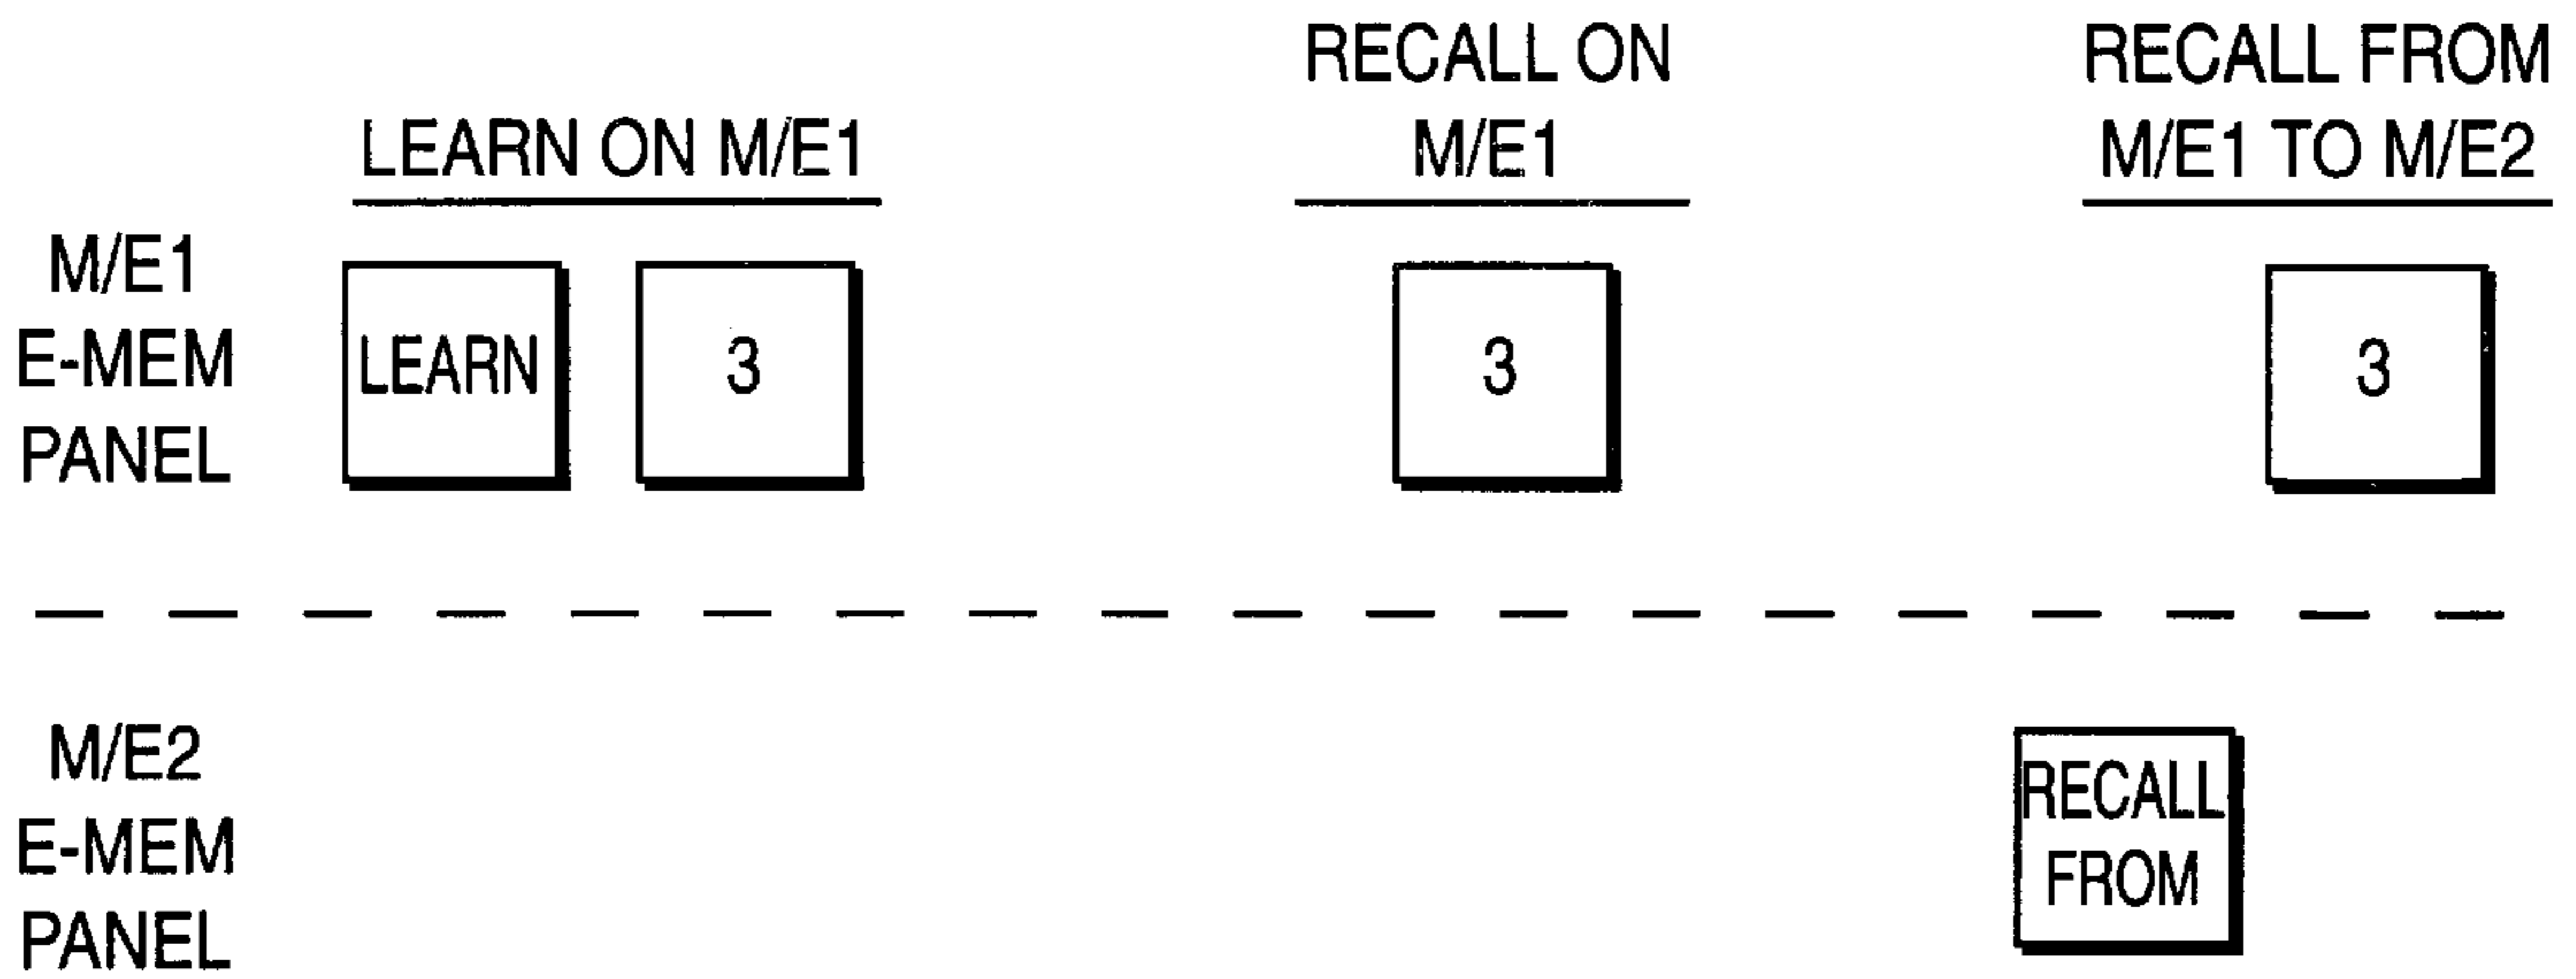 LEARN ON M/E1
RECALL ON
M/E1
RECALL FROM
M/E1 TO M/E2
M/E1
E-MEM
PANEL
LEARN
3
3
3
M/E2
E-MEM
PANEL
RECALL
FROM